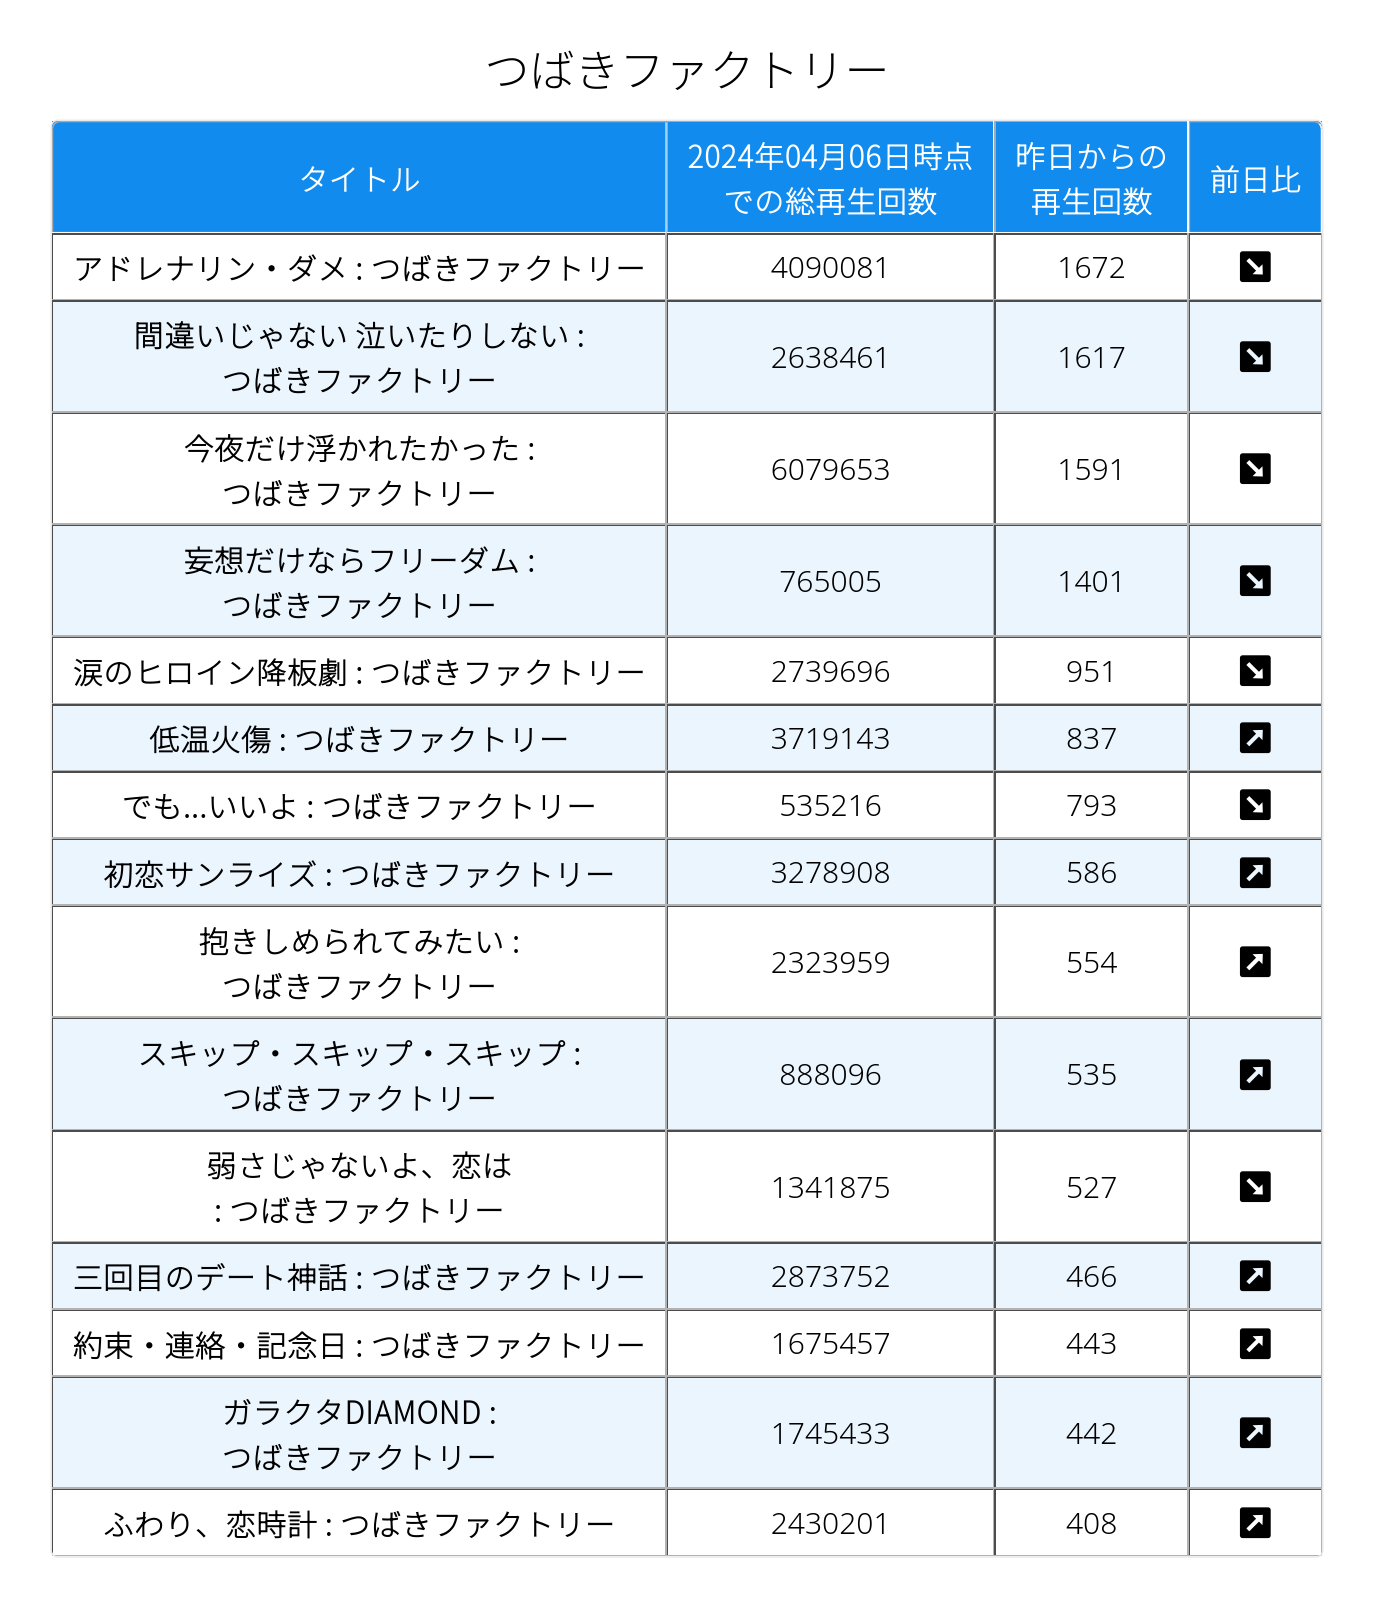 つばきファクトリー
タイトル
2024年04月06日時点
での総再生回数
昨日からの
再生回数
前日比
アドレナリン・ダメ : つばきファクトリー
4090081
1672
↘
間違いじゃない 泣いたりしない :
つばきファクトリー
2638461
1617
↘
今夜だけ浮かれたかった :
つばきファクトリー
6079653
1591
↘
妄想だけならフリーダム :
つばきファクトリー
765005
1401
↘
涙のヒロイン降板劇 : つばきファクトリー
2739696
951
↘
低温火傷 : つばきファクトリー
3719143
837
↗
でも...いいよ : つばきファクトリー
535216
793
↘
初恋サンライズ : つばきファクトリー
3278908
586
↗
抱きしめられてみたい :
つばきファクトリー
2323959
554
↗
スキップ・スキップ・スキップ :
つばきファクトリー
888096
535
↗
弱さじゃないよ、恋は
: つばきファクトリー
1341875
527
↘
三回目のデート神話 : つばきファクトリー
2873752
466
↗
約束・連絡・記念日 : つばきファクトリー
1675457
443
↗
ガラクタDIAMOND :
つばきファクトリー
1745433
442
↗
ふわり、恋時計 : つばきファクトリー
2430201
408
↗